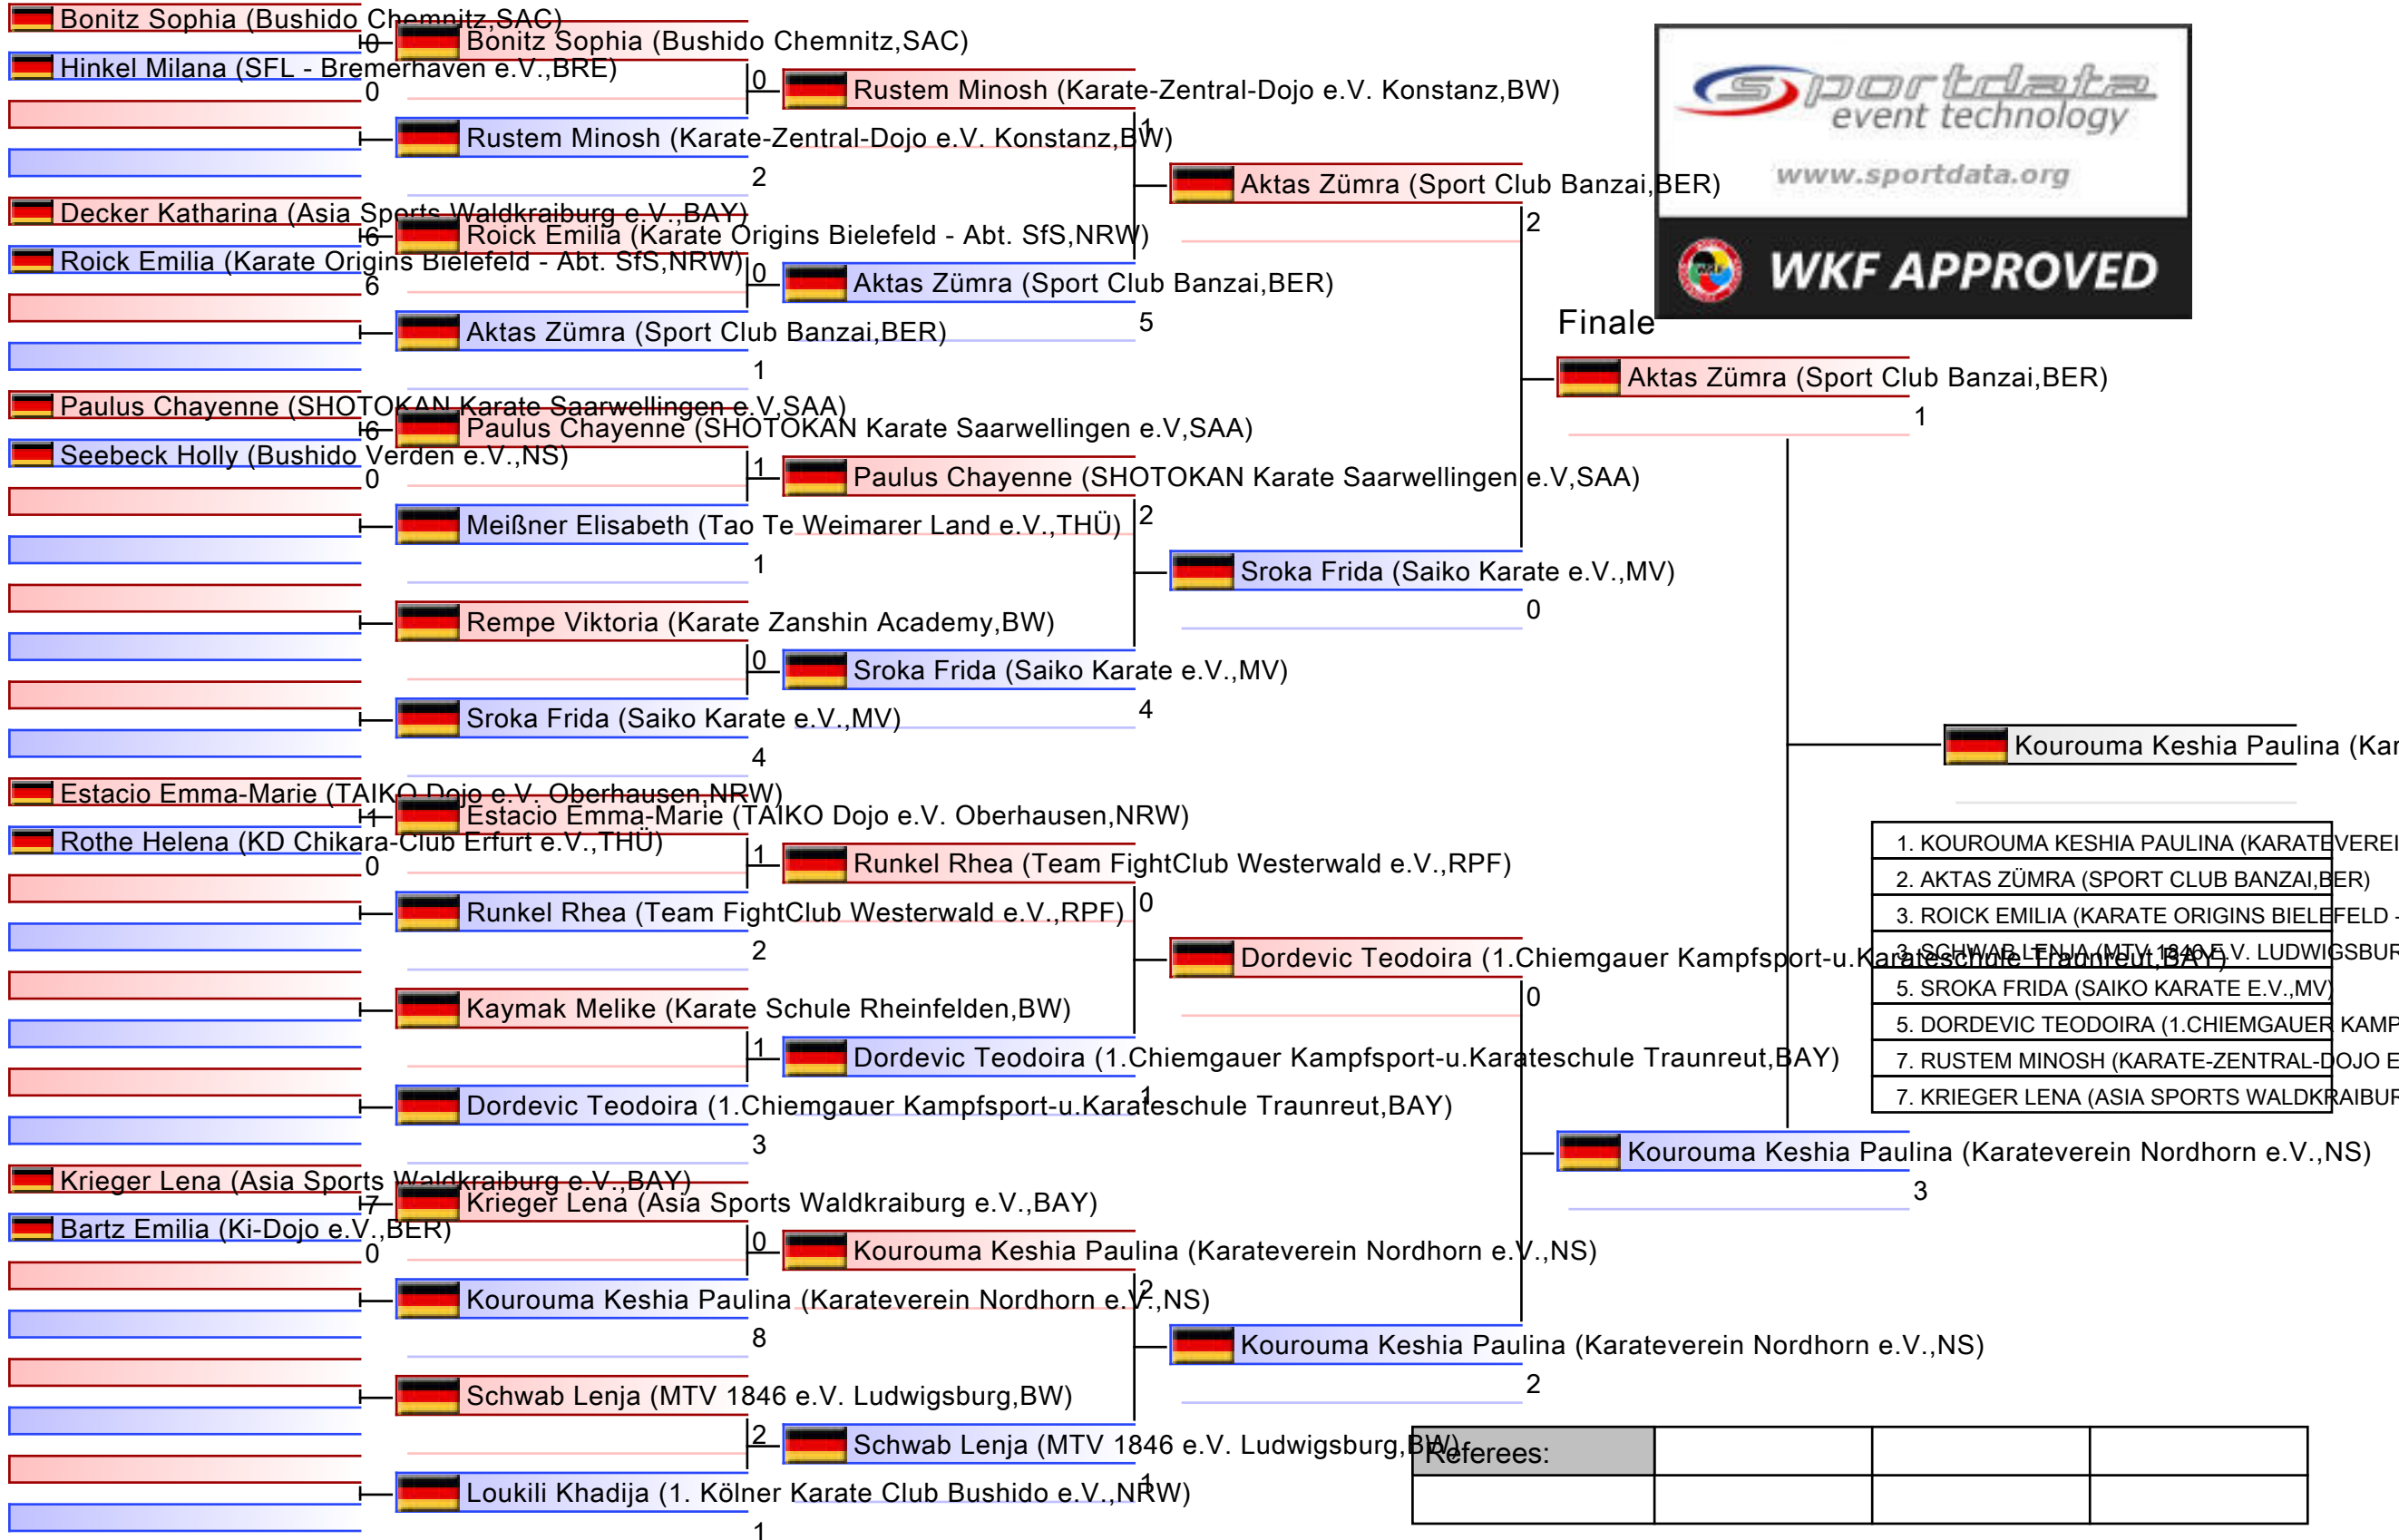 Bonitz Sophia (Bushido Chemnitz,SAC)
0
Hinkel Milana (SFL - Bremerhaven e.V.,BRE)
0
Decker Katharina (Asia Sports Waldkraiburg e.V.,BAY)
6
Roick Emilia (Karate Origins Bielefeld - Abt. SfS,NRW)
6
Paulus Chayenne (SHOTOKAN Karate Saarwellingen e.V,SAA)
6
Seebeck Holly (Bushido Verden e.V.,NS)
0
Estacio Emma-Marie (TAIKO Dojo e.V. Oberhausen,NRW)
1
Rothe Helena (KD Chikara-Club Erfurt e.V.,THÜ)
0
Krieger Lena (Asia Sports Waldkraiburg e.V.,BAY)
7
Bartz Emilia (Ki-Dojo e.V.,BER)
0
Bonitz Sophia (Bushido Chemnitz,SAC)
0
Rustem Minosh (Karate-Zentral-Dojo e.V. Konstanz,BW)
2
Roick Emilia (Karate Origins Bielefeld - Abt. SfS,NRW)
0
Aktas Zümra (Sport Club Banzai,BER)
1
Paulus Chayenne (SHOTOKAN Karate Saarwellingen e.V,SAA)
1
Meißner Elisabeth (Tao Te Weimarer Land e.V.,THÜ)
1
Rempe Viktoria (Karate Zanshin Academy,BW)
0
Sroka Frida (Saiko Karate e.V.,MV)
4
Estacio Emma-Marie (TAIKO Dojo e.V. Oberhausen,NRW)
1
Runkel Rhea (Team FightClub Westerwald e.V.,RPF)
2
Kaymak Melike (Karate Schule Rheinfelden,BW)
1
Dordevic Teodoira (1.Chiemgauer Kampfsport-u.Karateschule Traunreut,BAY)
3
Krieger Lena (Asia Sports Waldkraiburg e.V.,BAY)
0
Kourouma Keshia Paulina (Karateverein Nordhorn e.V.,NS)
8
Schwab Lenja (MTV 1846 e.V. Ludwigsburg,BW)
2
Loukili Khadija (1. Kölner Karate Club Bushido e.V.,NRW)
1
Rustem Minosh (Karate-Zentral-Dojo e.V. Konstanz,BW)
1
Aktas Zümra (Sport Club Banzai,BER)
5
Paulus Chayenne (SHOTOKAN Karate Saarwellingen e.V,SAA)
2
Sroka Frida (Saiko Karate e.V.,MV)
4
Runkel Rhea (Team FightClub Westerwald e.V.,RPF)
0
Dordevic Teodoira (1.Chiemgauer Kampfsport-u.Karateschule Traunreut,BAY)
1
Kourouma Keshia Paulina (Karateverein Nordhorn e.V.,NS)
2
Schwab Lenja (MTV 1846 e.V. Ludwigsburg,BW)
1
Aktas Zümra (Sport Club Banzai,BER)
2
Sroka Frida (Saiko Karate e.V.,MV)
0
Dordevic Teodoira (1.Chiemgauer Kampfsport-u.Karateschule Traunreut,BAY)
0
Kourouma Keshia Paulina (Karateverein Nordhorn e.V.,NS)
2
Finale
Aktas Zümra (Sport Club Banzai,BER)
1
Kourouma Keshia Paulina (Karateverein Nordhorn e.V.,NS)
3
sportdata
event technology
www.sportdata.org
WKF
WKF APPROVED
Kourouma Keshia Paulina (Kar
1. KOUROUMA KESHIA PAULINA (KARATEVEREI
2. AKTAS ZÜMRA (SPORT CLUB BANZAI,BER)
3. ROICK EMILIA (KARATE ORIGINS BIELEFELD -
3. SCHWAB LENJA (MTV 1846 E.V. LUDWIGSBUR
5. SROKA FRIDA (SAIKO KARATE E.V.,MV)
5. DORDEVIC TEODOIRA (1.CHIEMGAUER KAMP
7. RUSTEM MINOSH (KARATE-ZENTRAL-DOJO E
7. KRIEGER LENA (ASIA SPORTS WALDKRAIBUR
Referees: